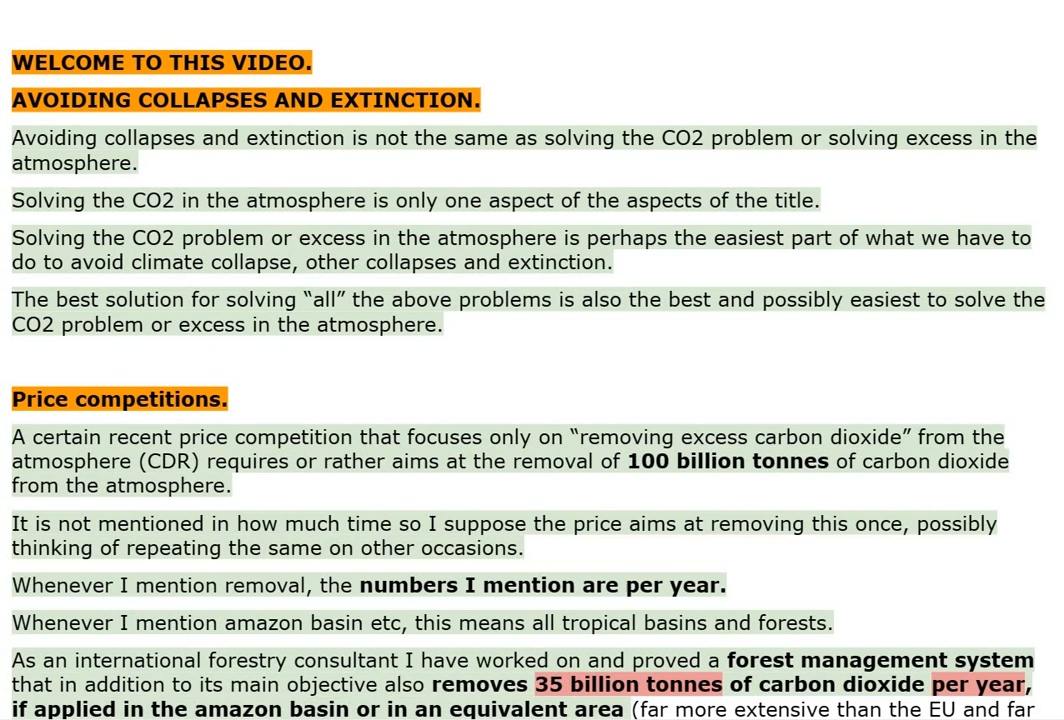 WELCOME TO THIS VIDEO.
AVOIDING COLLAPSES AND EXTINCTION.
Avoiding collapses and extinction is not the same as solving the CO2 problem or solving excess in the
atmosphere.
Solving the CO2 in the atmosphere is only one aspect of the aspects of the title.
Solving the CO2 problem or excess in the atmosphere is perhaps the easiest part of what we have to
do to avoid climate collapse, other collapses and extinction.
The best solution for solving “all” the above problems is also the best and possibly easiest to solve the
CO2 problem or excess in the atmosphere.
Price competitions.
A certain recent price competition that focuses only on “removing excess carbon dioxide” from the
atmosphere (CDR) requires or rather aims at the removal of 100 billion tonnes of carbon dioxide
from the atmosphere.
It is not mentioned in how much time so I suppose the price aims at removing this once, possibly
thinking of repeating the same on other occasions.
Whenever I mention removal, the numbers I mention are per year.
Whenever I mention amazon basin etc, this means all tropical basins and forests.
As an international forestry consultant I have worked on and proved a forest management system
that in addition to its main objective also removes 35 billion tonnes of carbon dioxide per year,
if applied in the amazon basin or in an equivalent area (far more extensive than the EU and far